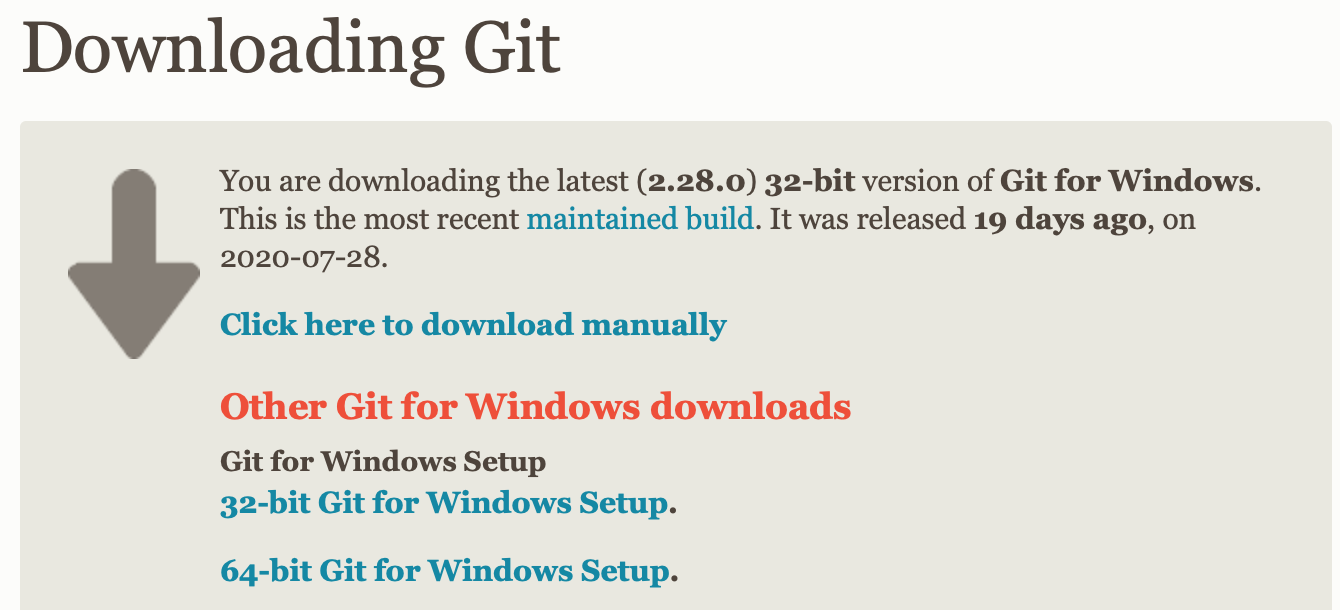 Downloading Git
You are downloading the latest (2.28.0) 32-bit version of Git for Windows.
This is the most recent maintained build. It was released 19 days ago, on
2020-07-28.
Click here to download manually
Other Git for Windows downloads
Git for Windows Setup
32-bit Git for Windows Setup.
64-bit Git for Windows Setup.